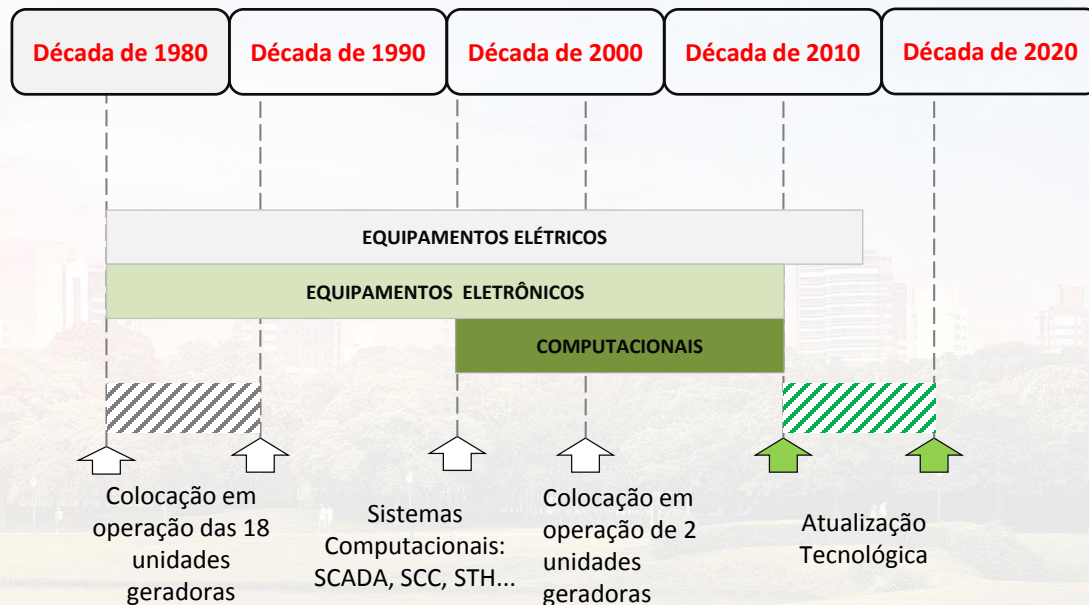 Década de 1980
Década de 1990
Década de 2000
Década de 2010
Década de 2020
EQUIPAMENTOS ELÉTRICOS
EQUIPAMENTOS ELETRÔNICOS
COMPUTACIONAIS
Colocação em
operação das 18
unidades
geradoras
Sistemas
Computacionais:
SCADA, SCC, STH...
Colocação em
operação de 2
unidades
geradoras
Atualização
Tecnológica